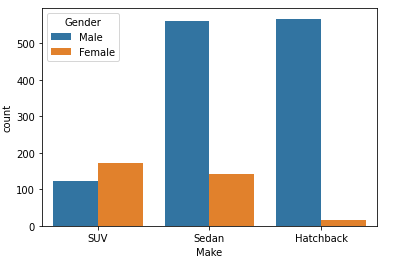 Gender
Male
Female
500
400
300
200
100
0
count
SUV Sedan Hatchback
Make